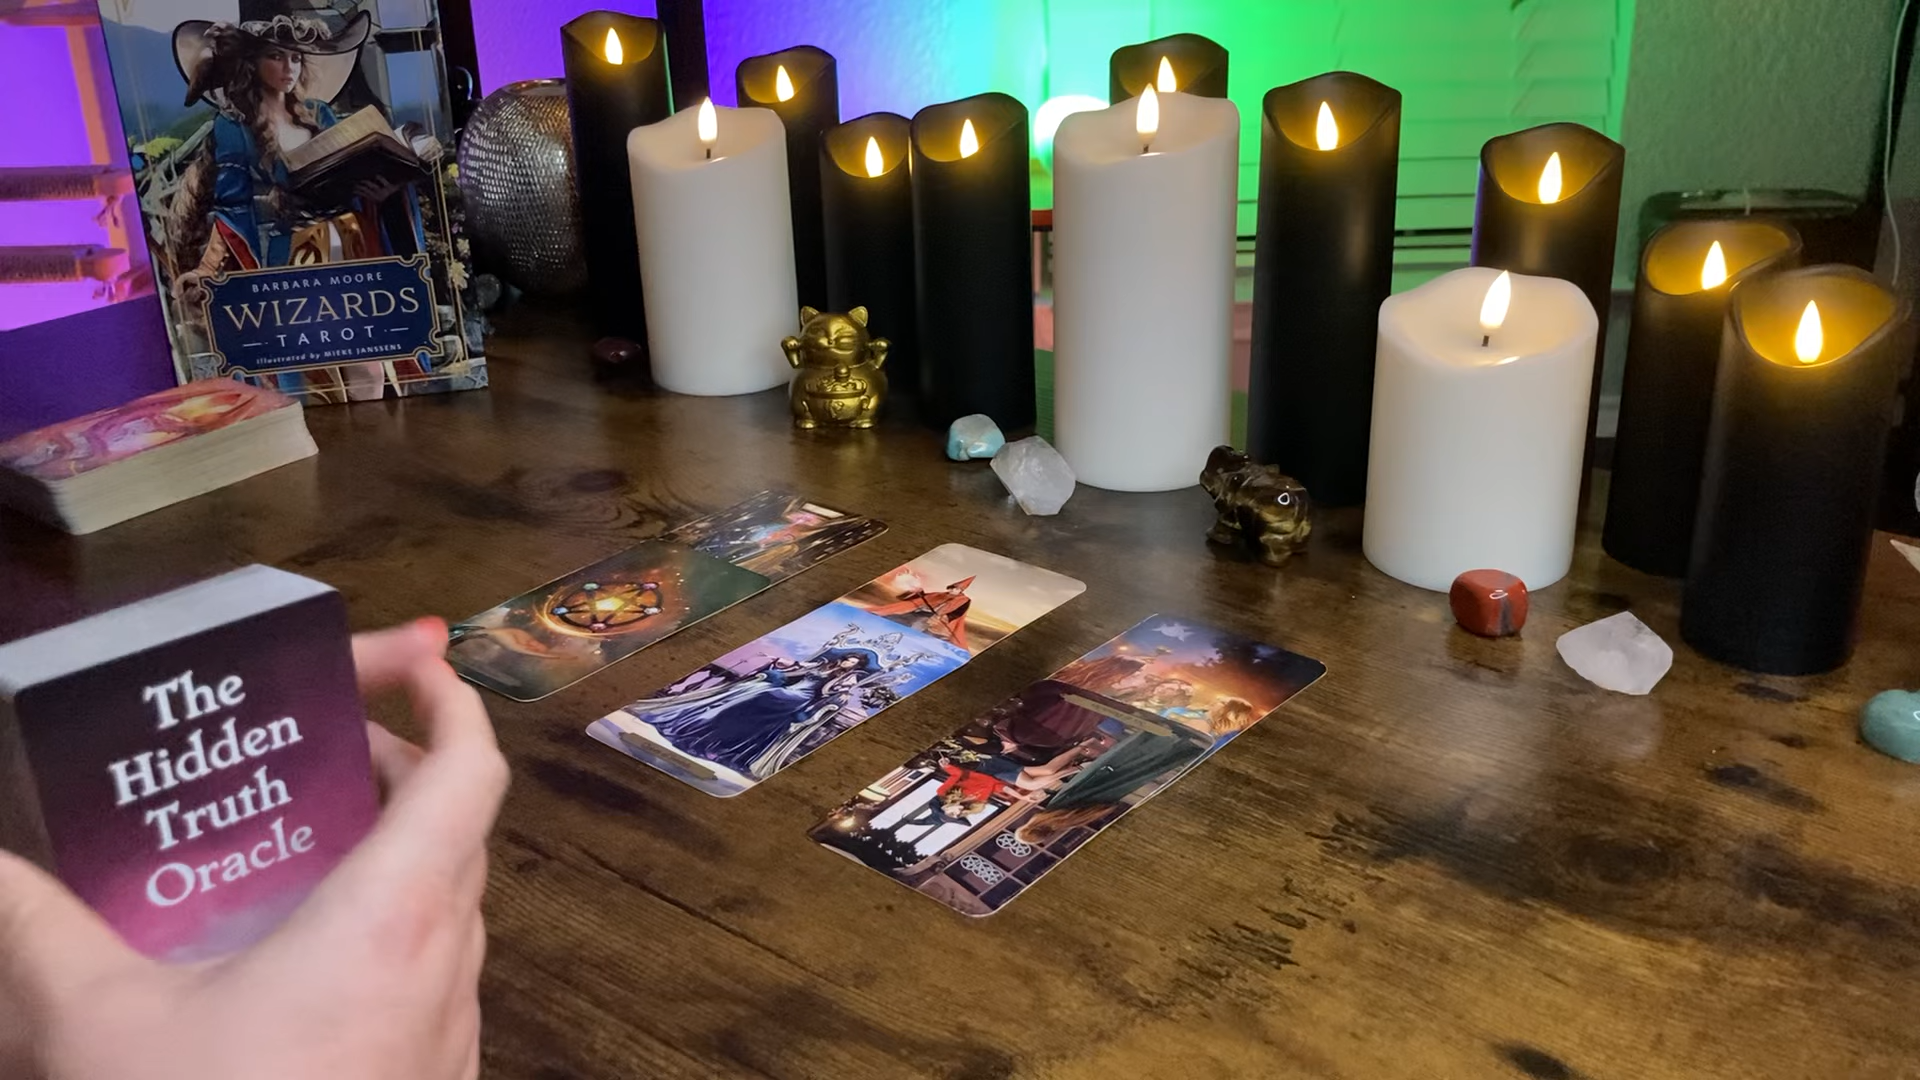 BARBARA MOORE
WIZARDS
TAROT
Illustrated by MIEKE JANSSENS
The
Hidden
Truth
Oracle